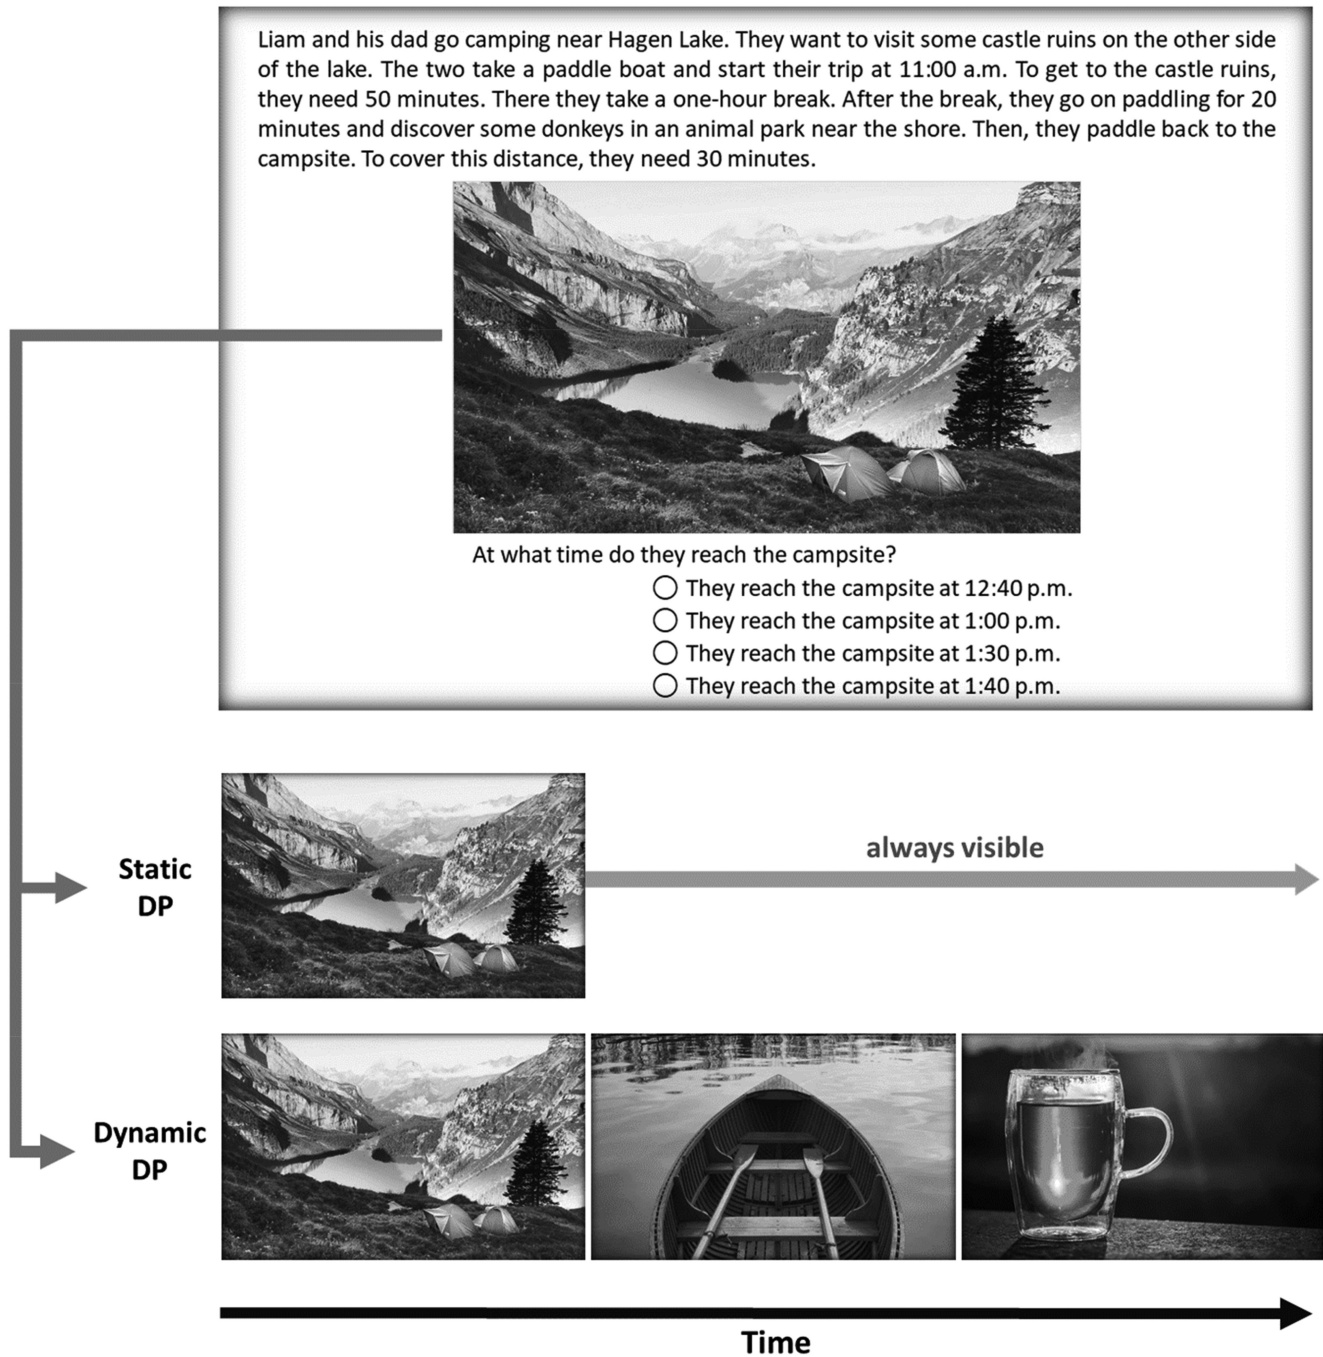 Liam and his dad go camping near Hagen Lake. They want to visit some castle ruins on the other side
of the lake. The two take a paddle boat and start their trip at 11:00 a.m. To get to the castle ruins,
they need 50 minutes. There they take a one-hour break. After the break, they go on paddling for 20
minutes and discover some donkeys in an animal park near the shore. Then, they paddle back to the
campsite. To cover this distance, they need 30 minutes.
At what time do they reach the campsite?
They reach the campsite at 12:40 p.m.
They reach the campsite at 1:00 p.m.
They reach the campsite at 1:30 p.m.
They reach the campsite at 1:40 p.m.
Static
DP
always visible
Dynamic
DP
Time